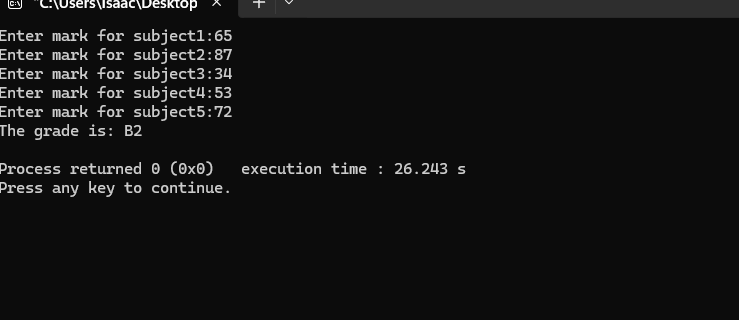 "C:\Users\Isaac\Desktop
Enter mark for subject1:65
Enter mark for subject2:87
Enter mark for subject3:34
Enter mark for subject4:53
Enter mark for subject5:72
The grade is: B2
Process returned 0 (0x0)   execution time : 26.243 s
Press any key to continue.